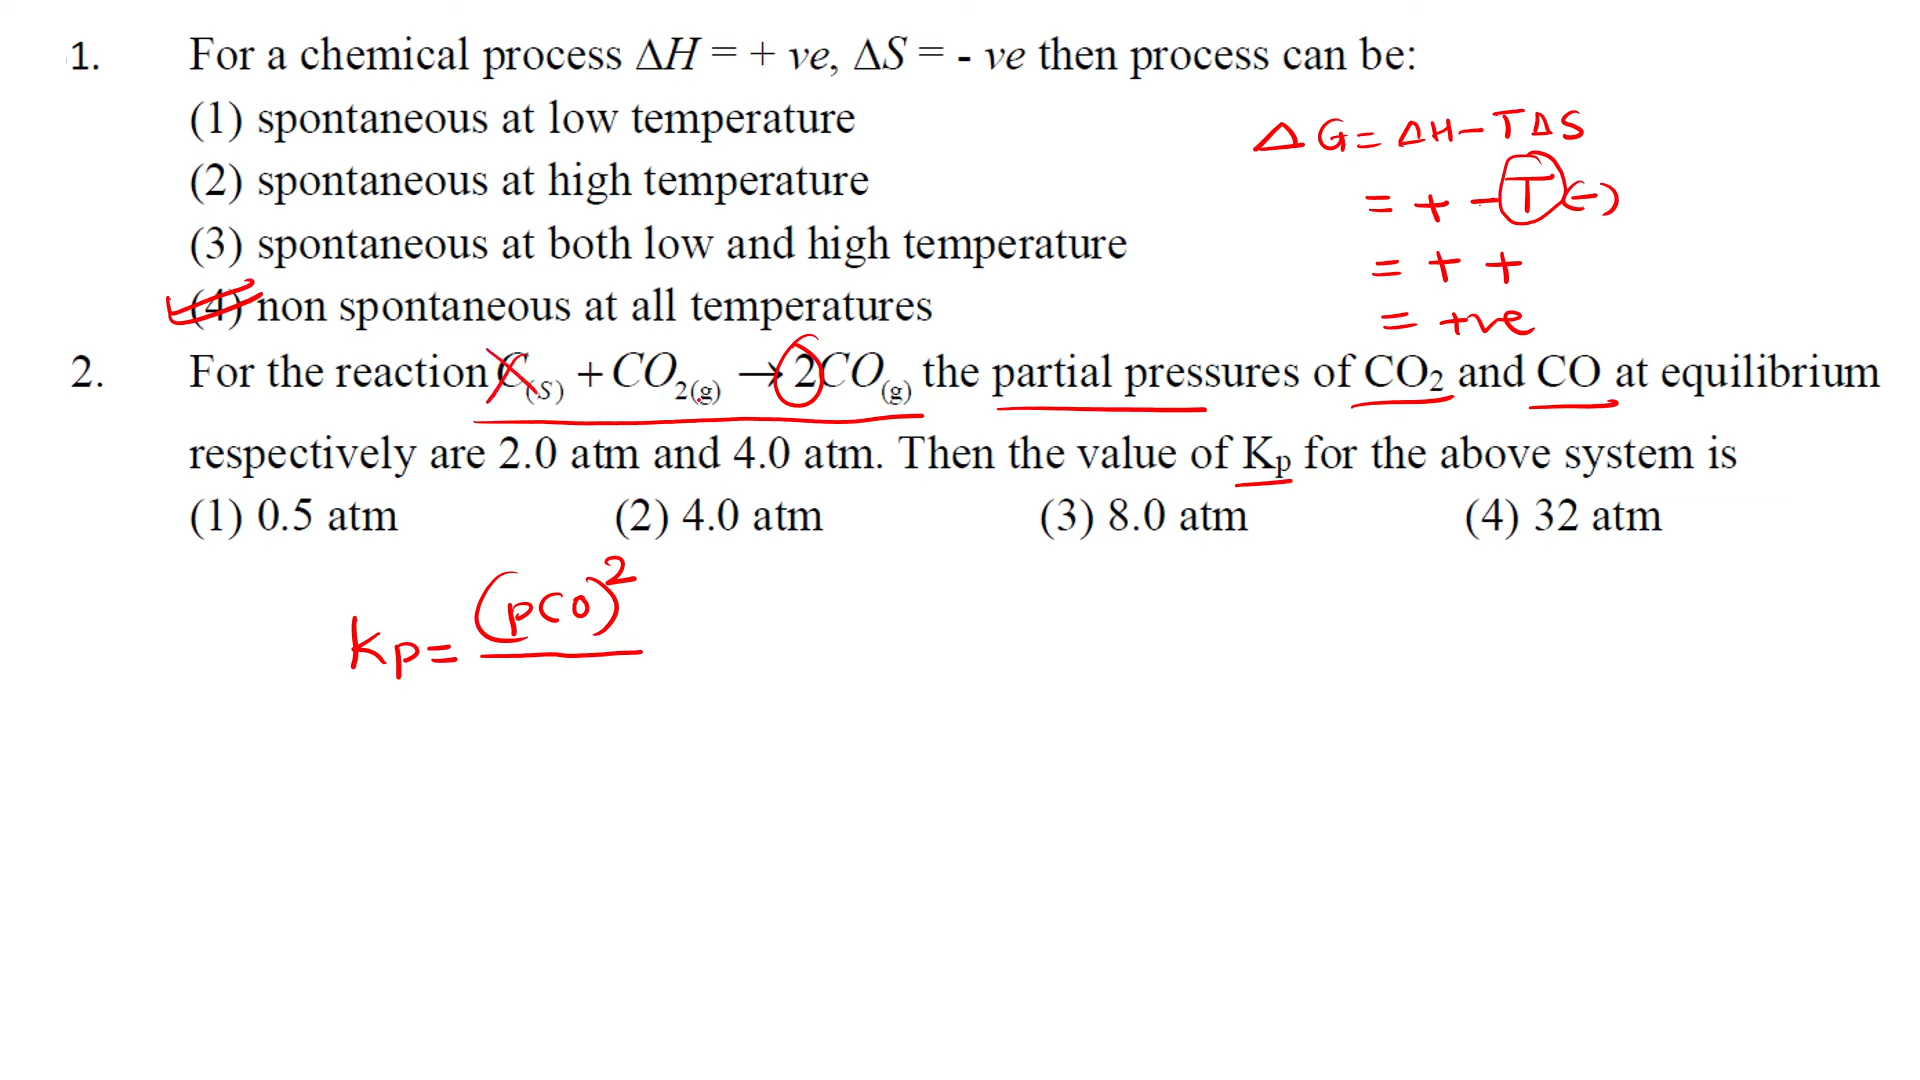 1. For a chemical process ΔH = + ve, ΔS = - ve then process can be:
(1) spontaneous at low temperature
ΔG = ΔH - TΔS
(2) spontaneous at high temperature
= + - T(-)
(3) spontaneous at both low and high temperature
= + +
(4) non spontaneous at all temperatures
= +ve
2. For the reaction C(S) + CO2(g) → 2CO(g) the partial pressures of CO2 and CO at equilibrium
respectively are 2.0 atm and 4.0 atm. Then the value of Kp for the above system is
(1) 0.5 atm (2) 4.0 atm (3) 8.0 atm (4) 32 atm
Kp = (pCO)²